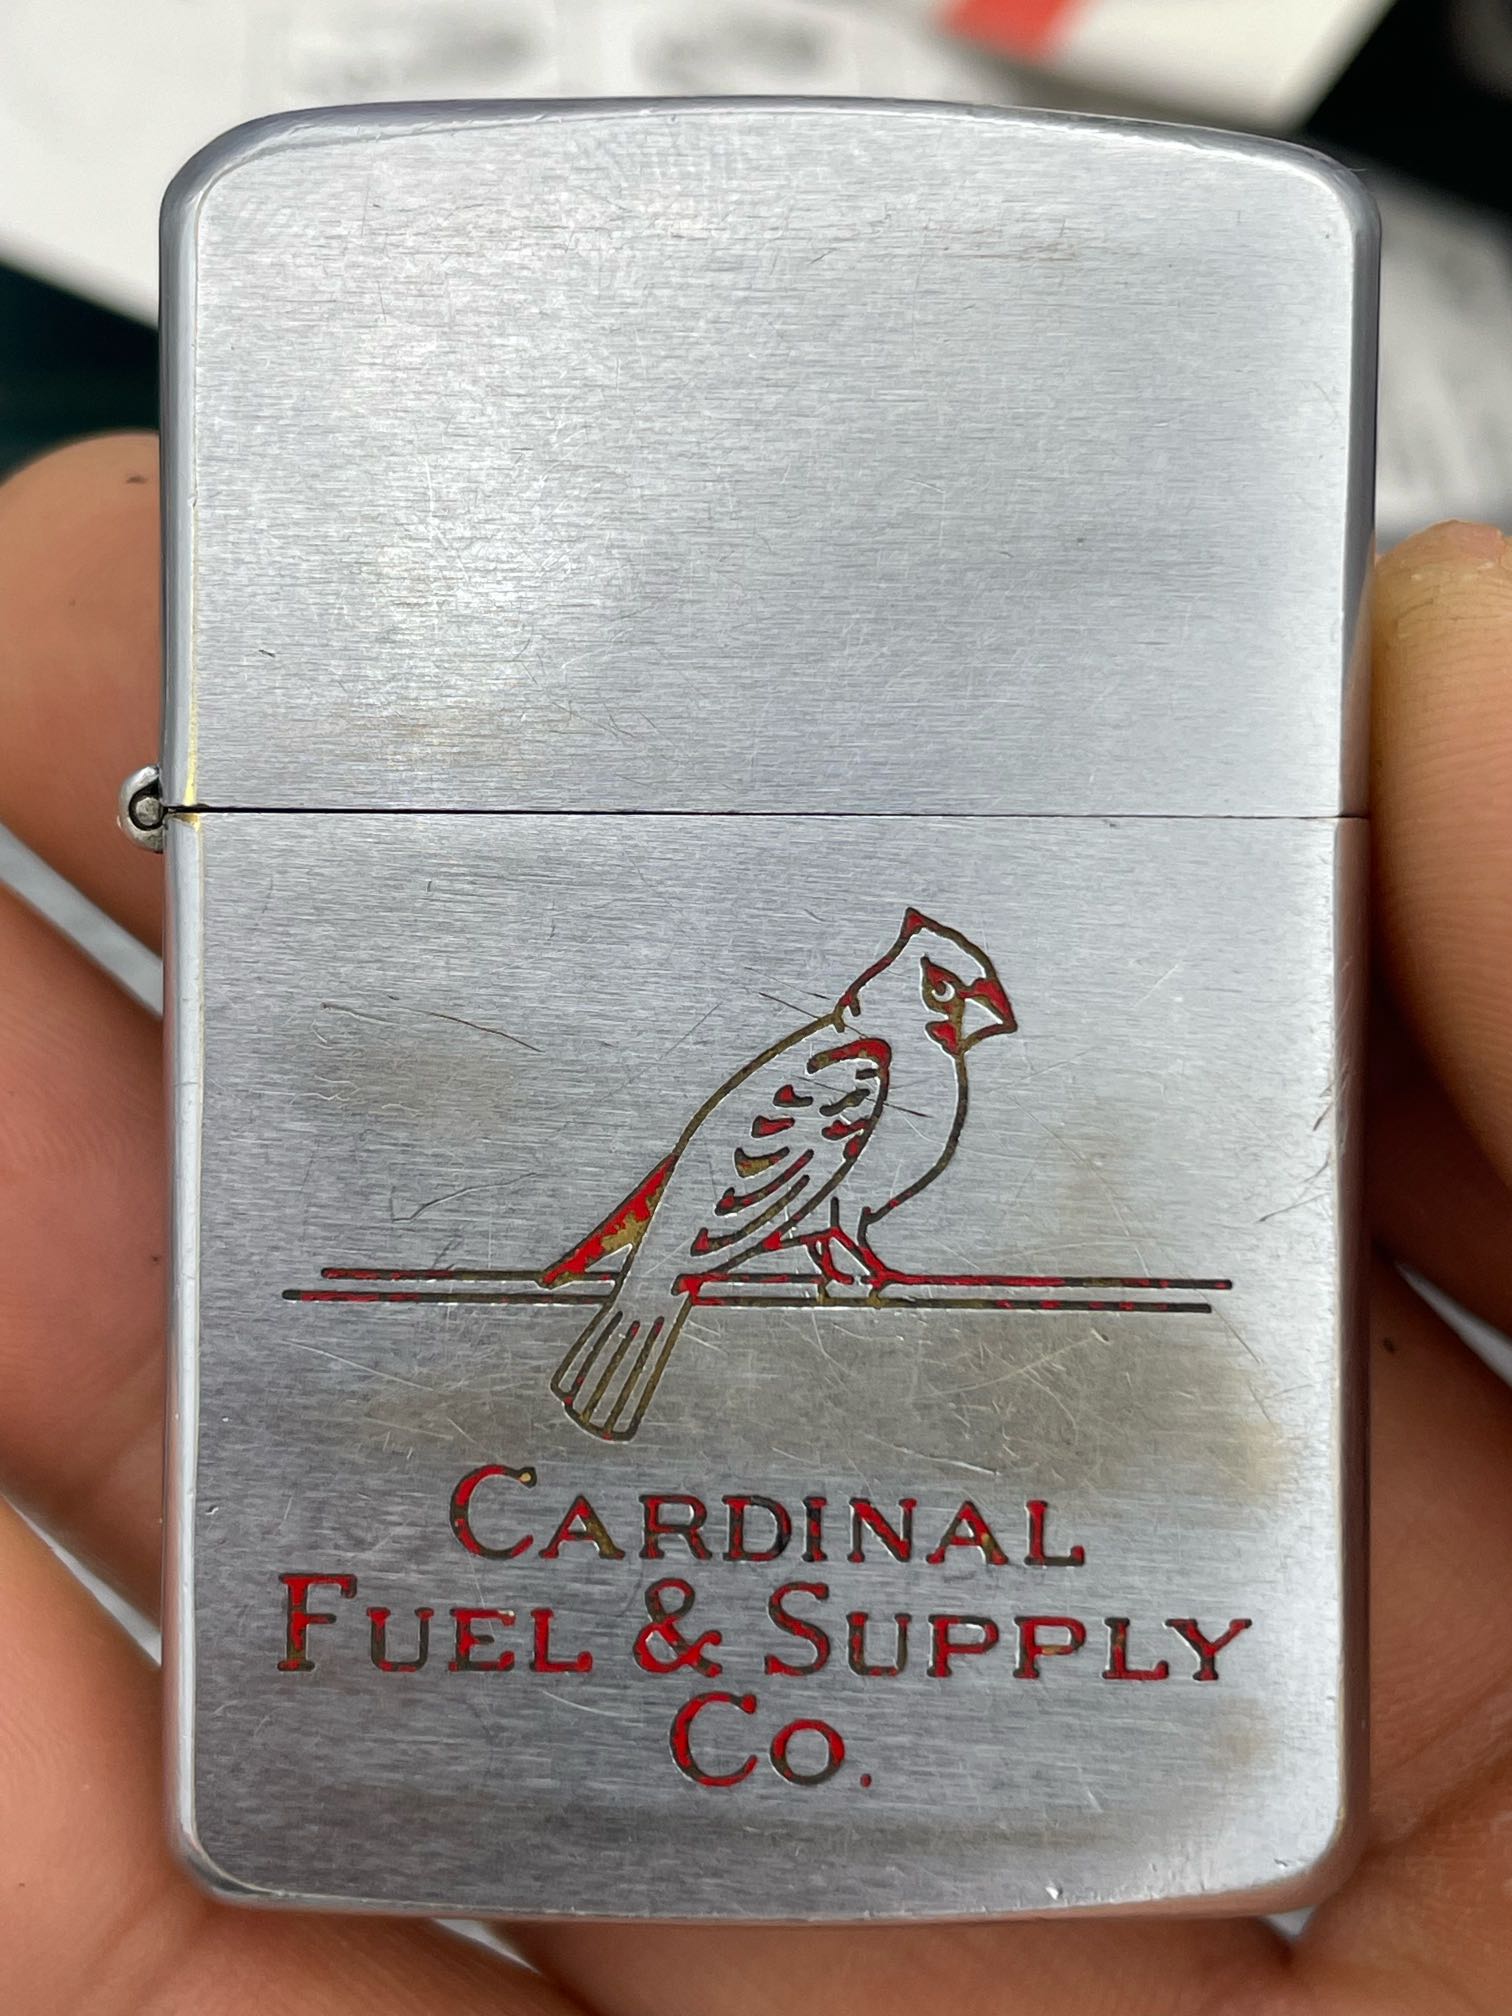 Cardinal
Fuel & Supply
Co.